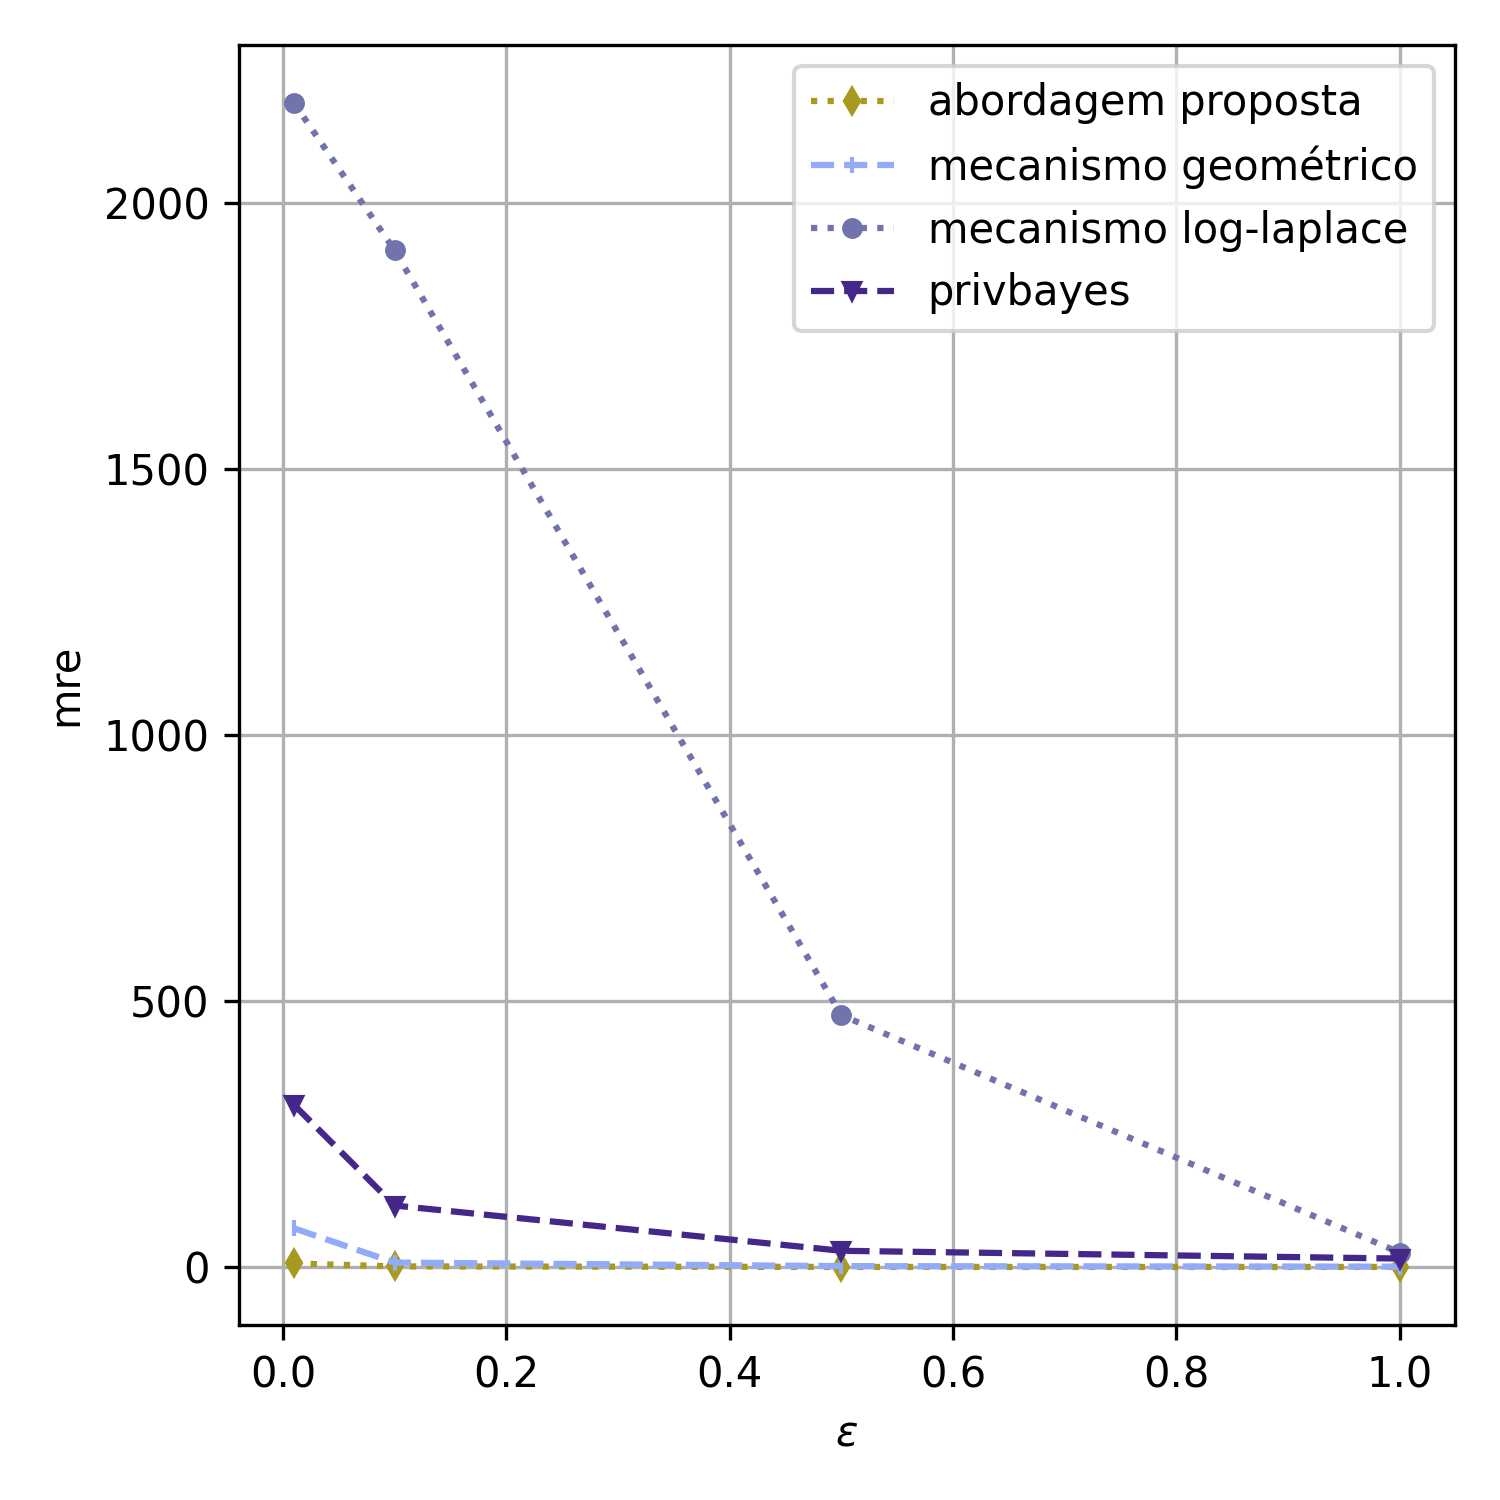 abordagem proposta
mecanismo geométrico
mecanismo log-laplace
privbayes
2000
1500
1000
500
0
mre
0.0 0.2 0.4 0.6 0.8 1.0
ε